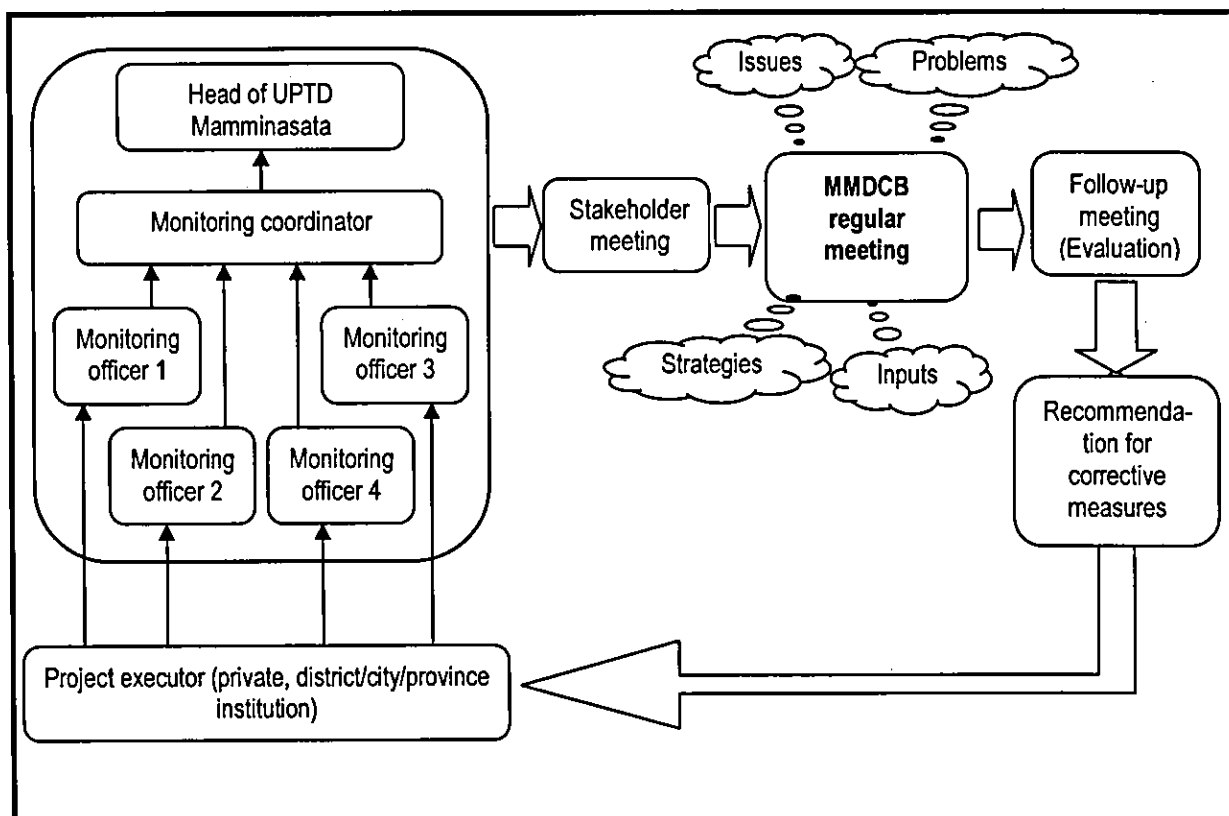 Head of UPTD
Mamminasata
Monitoring coordinator
Monitoring
officer 1
Monitoring
officer 3
Monitoring
officer 2
Monitoring
officer 4
Project executor (private, district/city/province
institution)
Stakeholder
meeting
Issues
Problems
MMDCB
regular
meeting
Strategies
Inputs
Follow-up
meeting
(Evaluation)
Recommenda-
tion for
corrective
measures